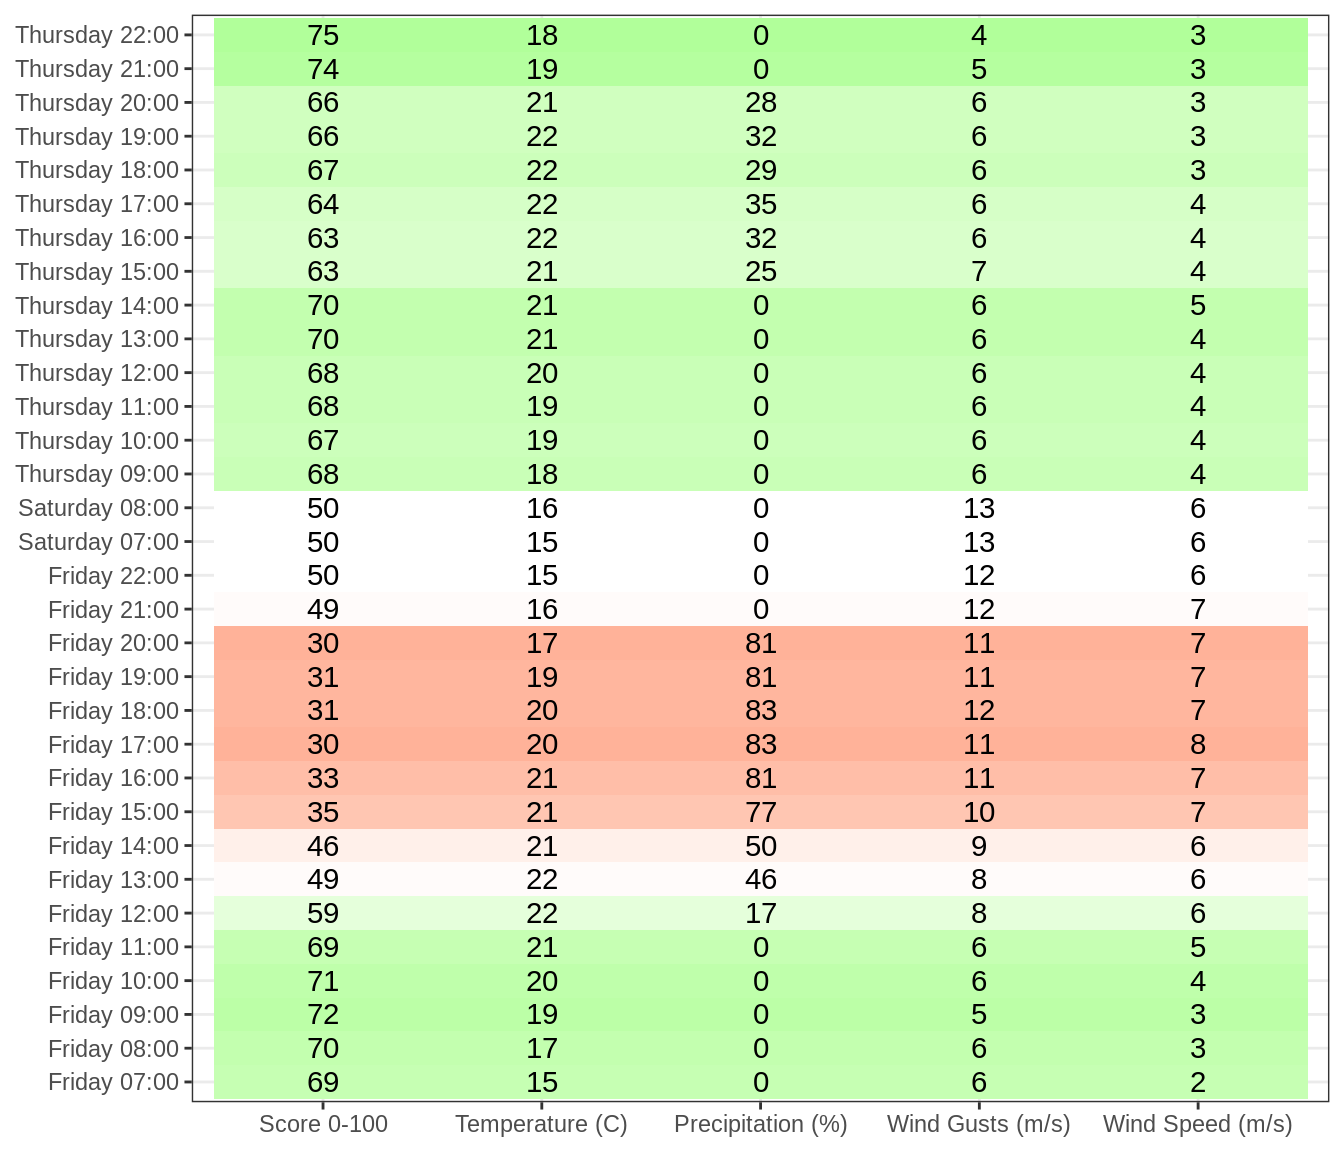 Thursday 22:00 75 18 0 4 3
Thursday 21:00 74 19 0 5 3
Thursday 20:00 66 21 28 6 3
Thursday 19:00 66 22 32 6 3
Thursday 18:00 67 22 29 6 3
Thursday 17:00 64 22 35 6 4
Thursday 16:00 63 22 32 6 4
Thursday 15:00 63 21 25 7 4
Thursday 14:00 70 21 0 6 5
Thursday 13:00 70 21 0 6 4
Thursday 12:00 68 20 0 6 4
Thursday 11:00 68 19 0 6 4
Thursday 10:00 67 19 0 6 4
Thursday 09:00 68 18 0 6 4
Saturday 08:00 50 16 0 13 6
Saturday 07:00 50 15 0 13 6
Friday 22:00 50 15 0 12 6
Friday 21:00 49 16 0 12 7
Friday 20:00 30 17 81 11 7
Friday 19:00 31 19 81 11 7
Friday 18:00 31 20 83 12 7
Friday 17:00 30 20 83 11 8
Friday 16:00 33 21 81 11 7
Friday 15:00 35 21 77 10 7
Friday 14:00 46 21 50 9 6
Friday 13:00 49 22 46 8 6
Friday 12:00 59 22 17 8 6
Friday 11:00 69 21 0 6 5
Friday 10:00 71 20 0 6 4
Friday 09:00 72 19 0 5 3
Friday 08:00 70 17 0 6 3
Friday 07:00 69 15 0 6 2
Score 0-100 Temperature (C) Precipitation (%) Wind Gusts (m/s) Wind Speed (m/s)